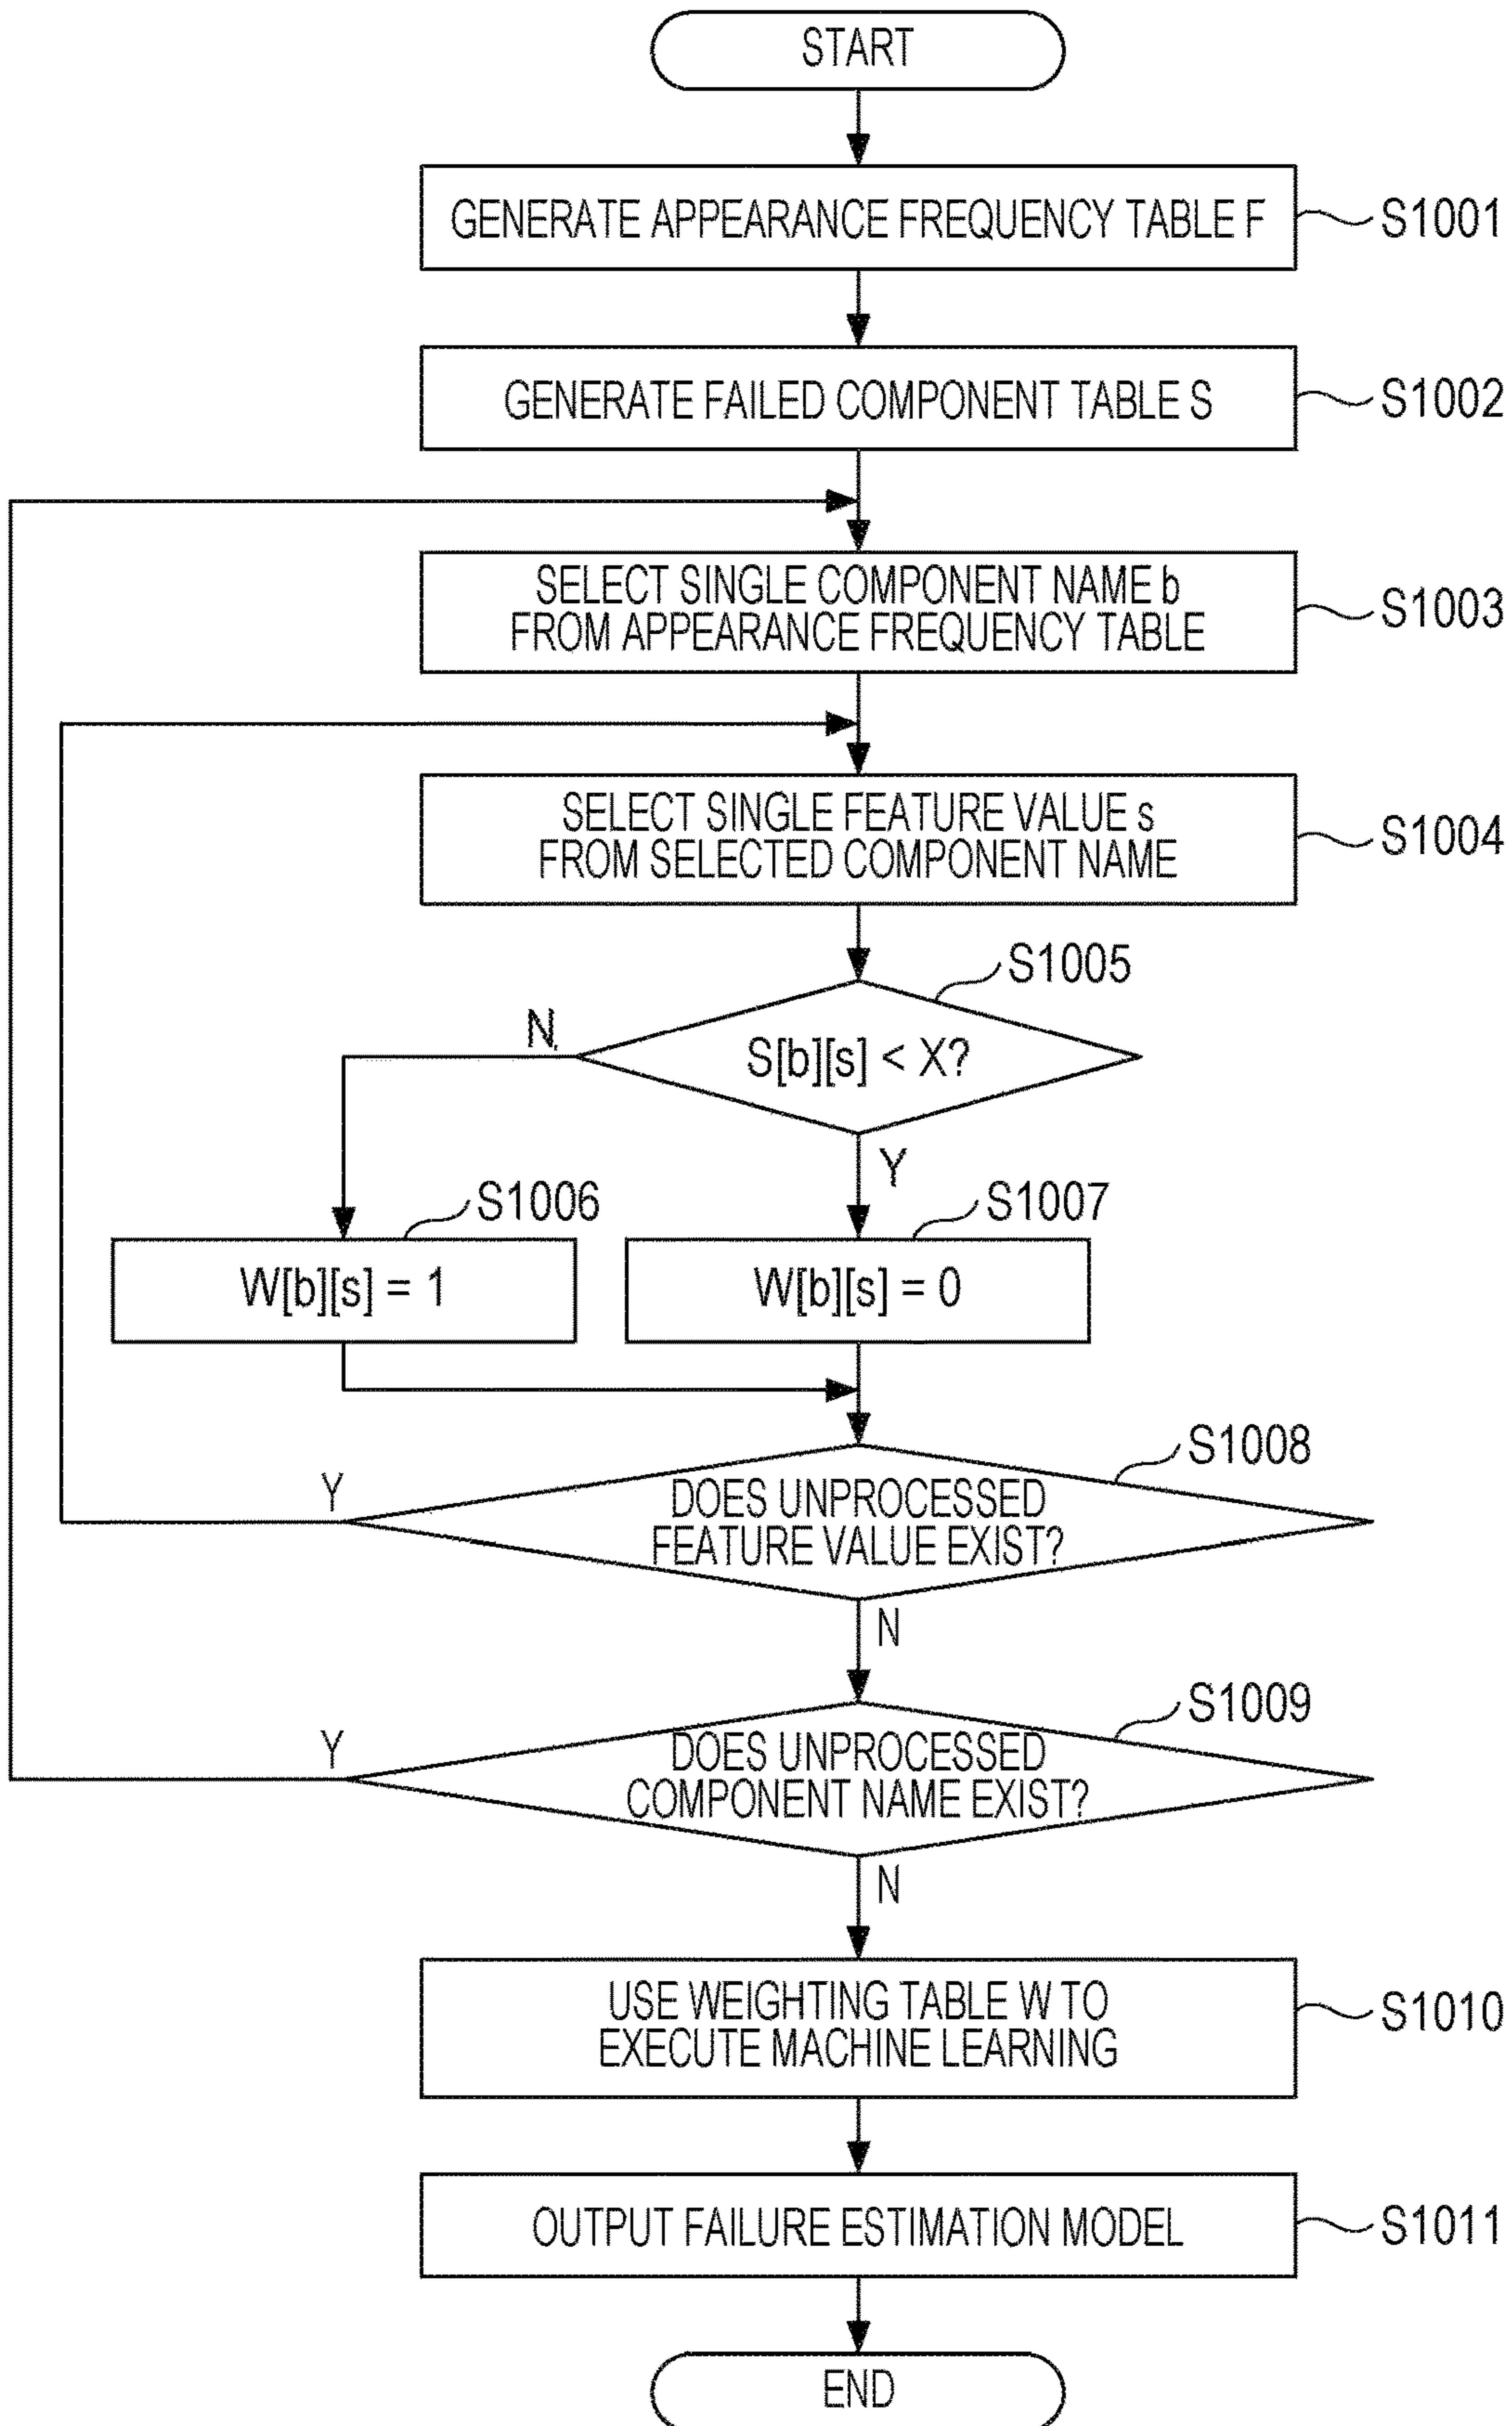 START
GENERATE APPEARANCE FREQUENCY TABLE F
S1001
GENERATE FAILED COMPONENT TABLE S
S1002
SELECT SINGLE COMPONENT NAME b
FROM APPEARANCE FREQUENCY TABLE
S1003
SELECT SINGLE FEATURE VALUE s
FROM SELECTED COMPONENT NAME
S1004
S1005
N
S[b][s] < X?
Y
S1006
S1007
W[b][s] = 1
W[b][s] = 0
S1008
Y
DOES UNPROCESSED
FEATURE VALUE EXIST?
N
S1009
Y
DOES UNPROCESSED
COMPONENT NAME EXIST?
N
USE WEIGHTING TABLE W TO
EXECUTE MACHINE LEARNING
S1010
OUTPUT FAILURE ESTIMATION MODEL
S1011
END